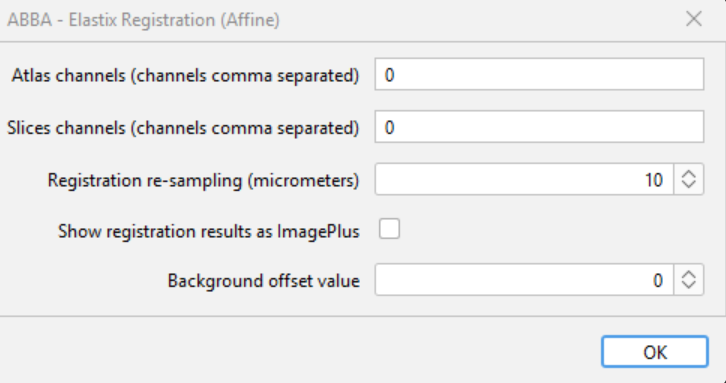 ABBA - Elastix Registration (Affine)
Atlas channels (channels comma separated) 0
Slices channels (channels comma separated) 0
Registration re-sampling (micrometers) 10
Show registration results as ImagePlus
Background offset value 0
OK